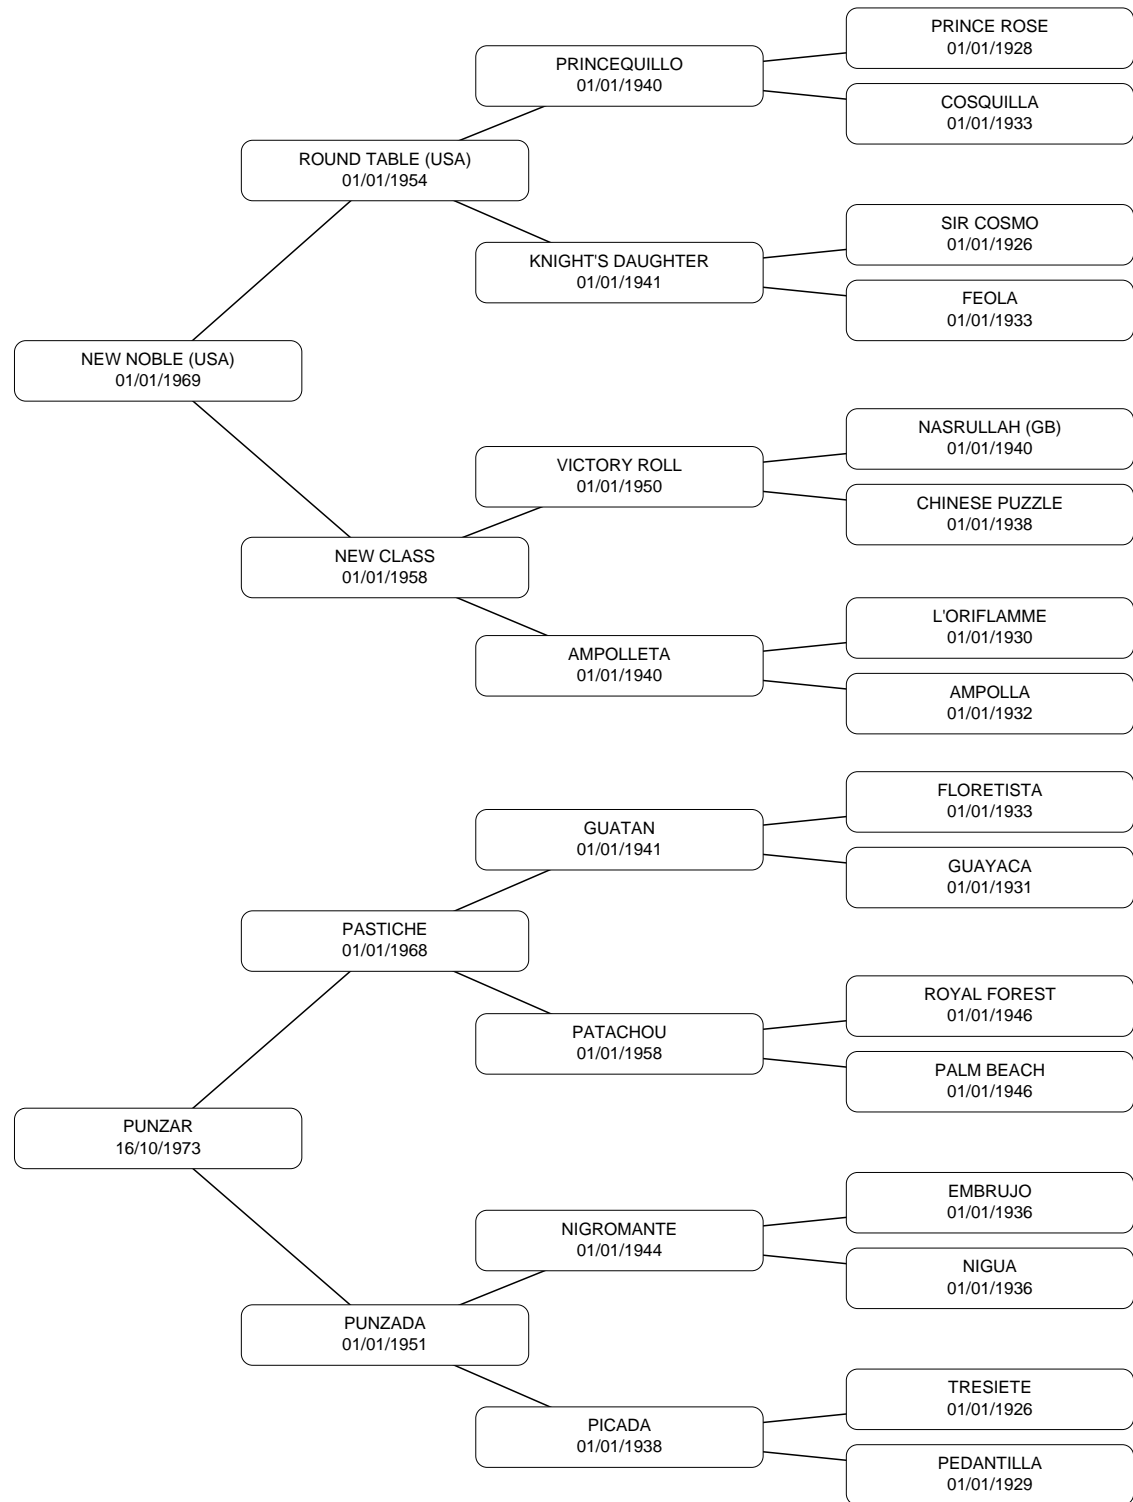 PRINCE ROSE
01/01/1928
PRINCEQUILLO
01/01/1940
COSQUILLA
01/01/1933
ROUND TABLE (USA)
01/01/1954
SIR COSMO
01/01/1926
KNIGHT'S DAUGHTER
01/01/1941
FEOLA
01/01/1933
NEW NOBLE (USA)
01/01/1969
NASRULLAH (GB)
01/01/1940
VICTORY ROLL
01/01/1950
CHINESE PUZZLE
01/01/1938
NEW CLASS
01/01/1958
L'ORIFLAMME
01/01/1930
AMPOLLETA
01/01/1940
AMPOLLA
01/01/1932
FLORETISTA
01/01/1933
GUATAN
01/01/1941
GUAYACA
01/01/1931
PASTICHE
01/01/1968
ROYAL FOREST
01/01/1946
PATACHOU
01/01/1958
PALM BEACH
01/01/1946
PUNZAR
16/10/1973
EMBRUJO
01/01/1936
NIGROMANTE
01/01/1944
NIGUA
01/01/1936
PUNZADA
01/01/1951
TRESIETE
01/01/1926
PICADA
01/01/1938
PEDANTILLA
01/01/1929